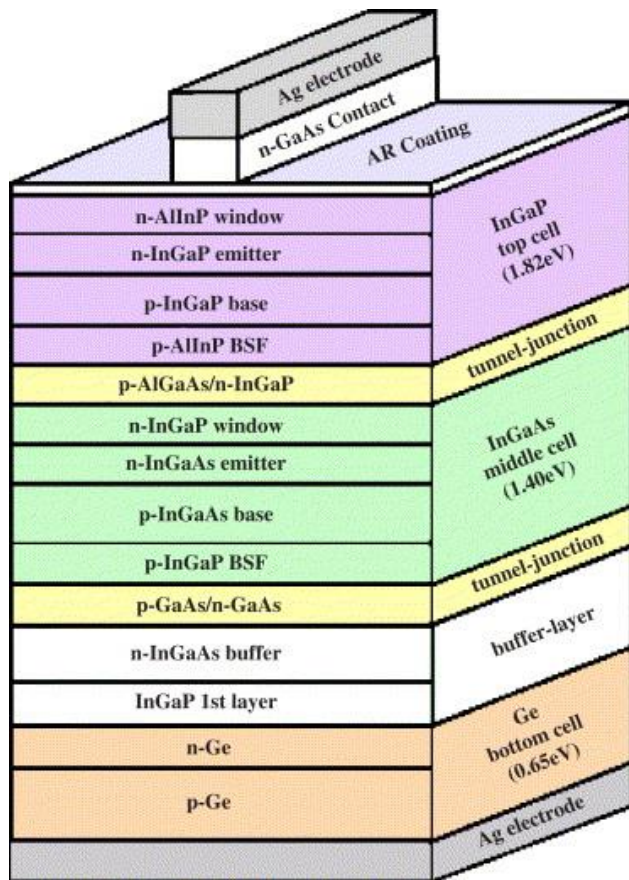 Ag electrode
n-GaAs Contact
AR Coating
n-AlInP window
n-InGaP emitter
p-InGaP base
p-AlInP BSF
InGaP
top cell
(1.82eV)
p-AlGaAs/n-InGaP
tunnel-junction
n-InGaP window
n-InGaAs emitter
p-InGaAs base
p-InGaP BSF
InGaAs
middle cell
(1.40eV)
p-GaAs/n-GaAs
tunnel-junction
n-InGaAs buffer
InGaP 1st layer
buffer-layer
n-Ge
p-Ge
Ge
bottom cell
(0.65eV)
Ag electrode